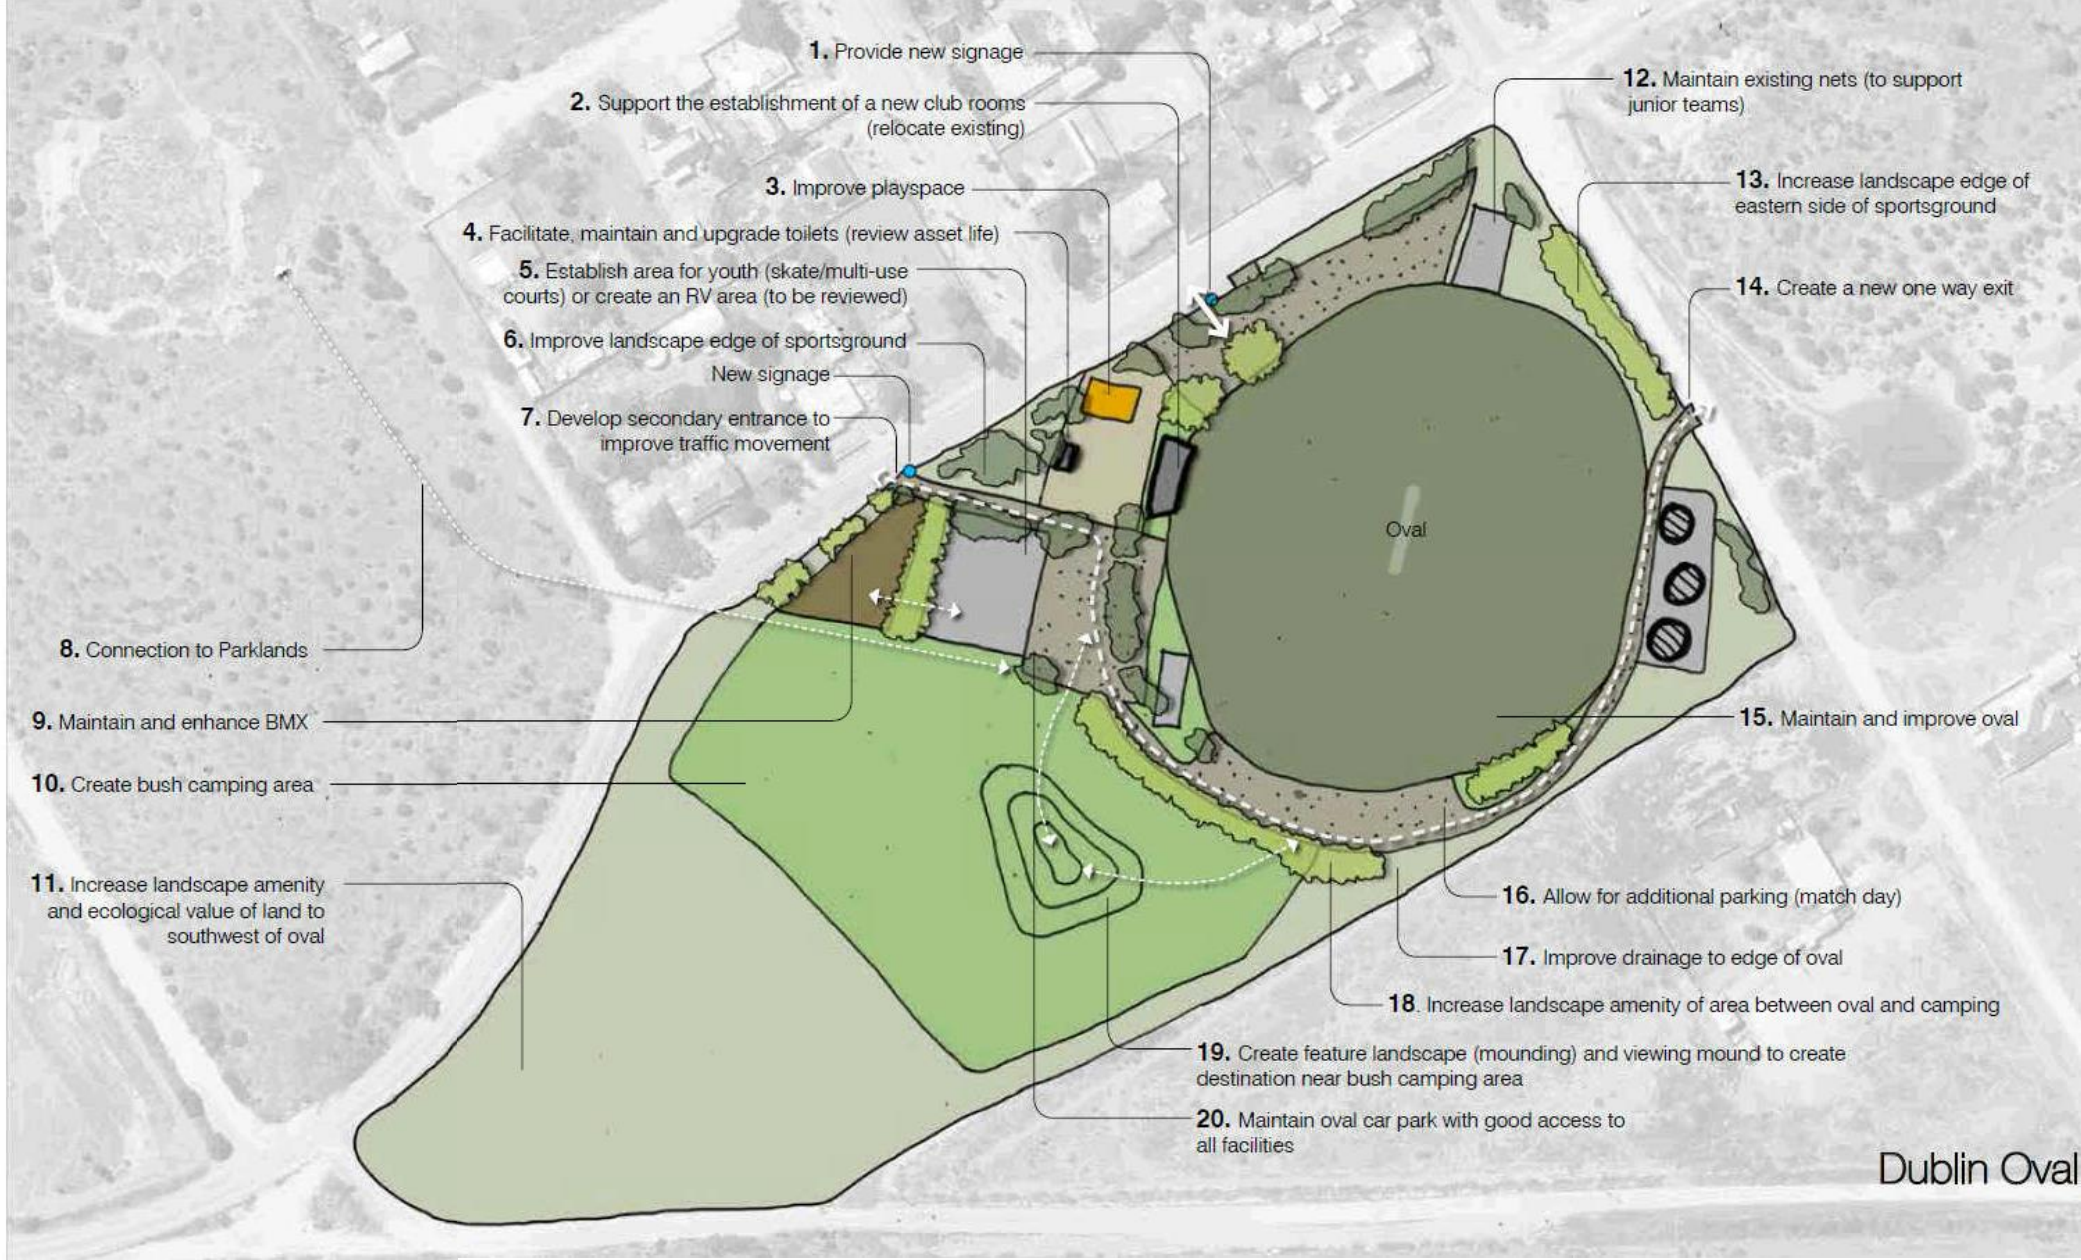 1. Provide new signage
2. Support the establishment of a new club rooms
(relocate existing)
3. Improve playspace
4. Facilitate, maintain and upgrade toilets (review asset life)
5. Establish area for youth (skate/multi-use
courts) or create an RV area (to be reviewed)
6. Improve landscape edge of sportsground
New signage
7. Develop secondary entrance to
improve traffic movement
8. Connection to Parklands
9. Maintain and enhance BMX
10. Create bush camping area
11. Increase landscape amenity
and ecological value of land to
southwest of oval
12. Maintain existing nets (to support
junior teams)
13. Increase landscape edge of
eastern side of sportsground
14. Create a new one way exit
Oval
15. Maintain and improve oval
16. Allow for additional parking (match day)
17. Improve drainage to edge of oval
18. Increase landscape amenity of area between oval and camping
19. Create feature landscape (mounding) and viewing mound to create
destination near bush camping area
20. Maintain oval car park with good access to
all facilities
Dublin Oval